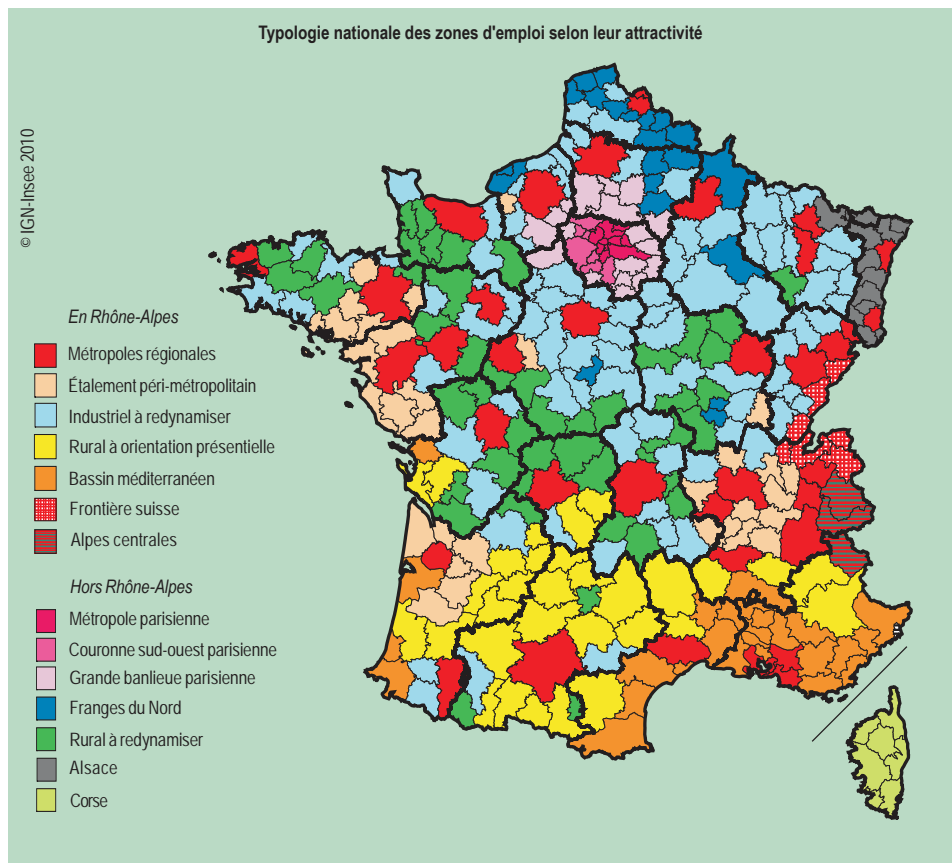 Typologie nationale des zones d'emploi selon leur attractivité
© IGN-Insee 2010
En Rhône-Alpes
Métropoles régionales
Étalement péri-métropolitain
Industriel à redynamiser
Rural à orientation présentielle
Bassin méditerranéen
Frontière suisse
Alpes centrales
Hors Rhône-Alpes
Métropole parisienne
Couronne sud-ouest parisienne
Grande banlieue parisienne
Franges du Nord
Rural à redynamiser
Alsace
Corse